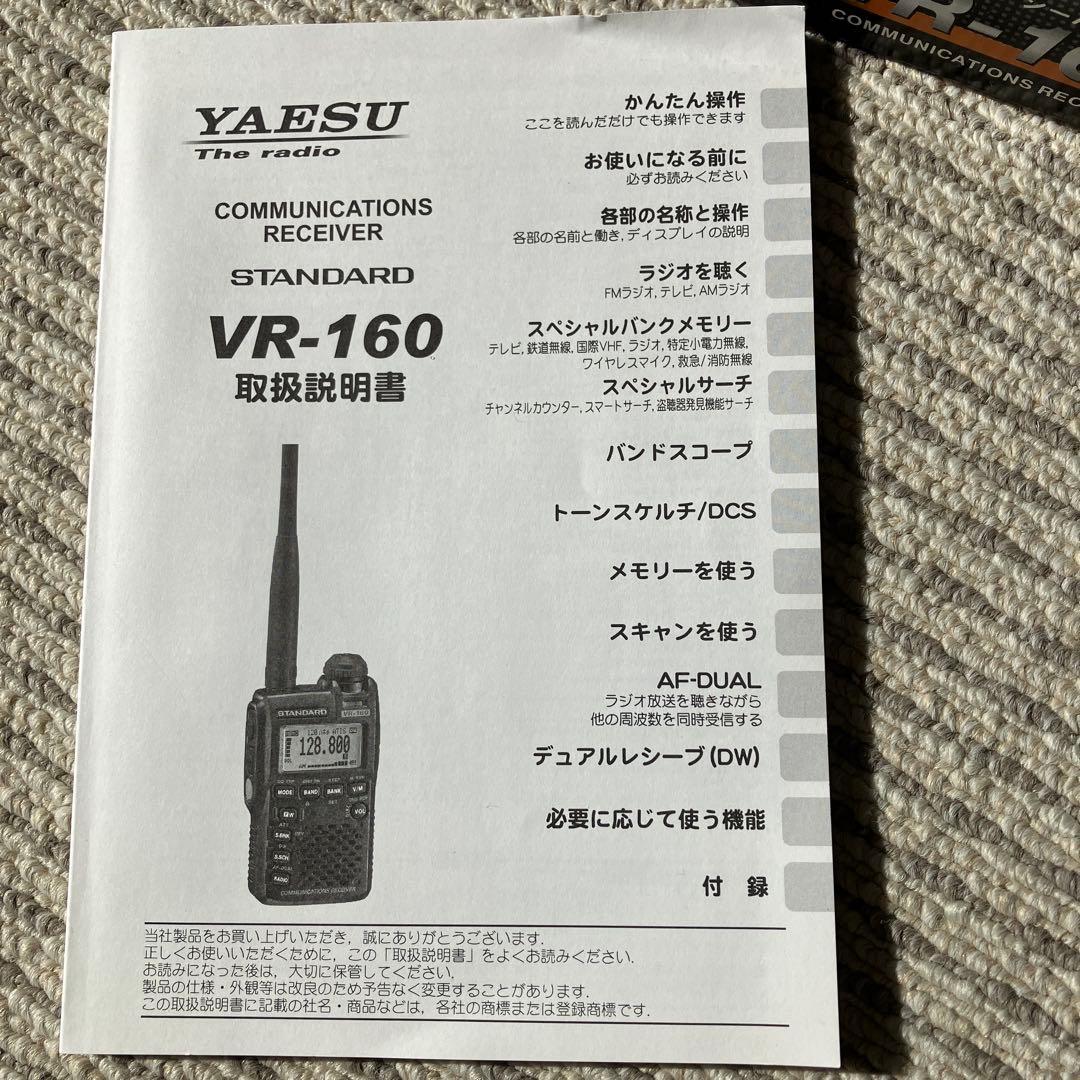 YAESU
The radio
COMMUNICATIONS
RECEIVER
STANDARD
VR-160
取扱説明書
かんたん操作
ここを読んだだけでも操作できます
お使いになる前に
必ずお読みください
各部の名称と操作
各部の名前と働き,ディスプレイの説明
ラジオを聴く
FMラジオ,テレビ,AMラジオ
スペシャルバンクメモリー
テレビ,鉄道無線,国際VHF,ラジオ,特定小電力無線,
ワイヤレスマイク,救急/消防無線
スペシャルサーチ
チャンネルカウンター,スマートサーチ,盗聴器発見機能サーチ
バンドスコープ
トーンスケルチ/DCS
メモリーを使う
スキャンを使う
AF-DUAL
ラジオ放送を聴きながら
他の周波数を同時受信する
デュアルレシーブ(DW)
必要に応じて使う機能
付 録
STANDARD VR-160
128.800
MODE BAND BANK V/M
F/W VOL
S.BNK
S.SCH
AF-DUAL
RADIO
COMMUNICATIONS RECEIVER
当社製品をお買い上げいただき,誠にありがとうございます.
正しくお使いいただくために,この「取扱説明書」をよくお読みください.
お読みになった後は,大切に保管してください.
製品の仕様・外観等は改良のため予告なく変更することがあります.
この取扱説明書に記載の社名・商品などは,各社の商標または登録商標です.
COMMUNICATIONS REC